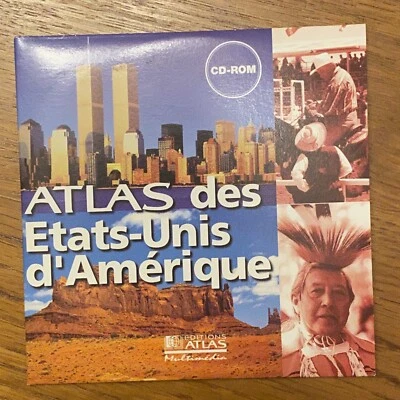 CD-ROM
ATLAS des
Etats-Unis
d'Amérique
EDITIONS
ATLAS
Multimédia